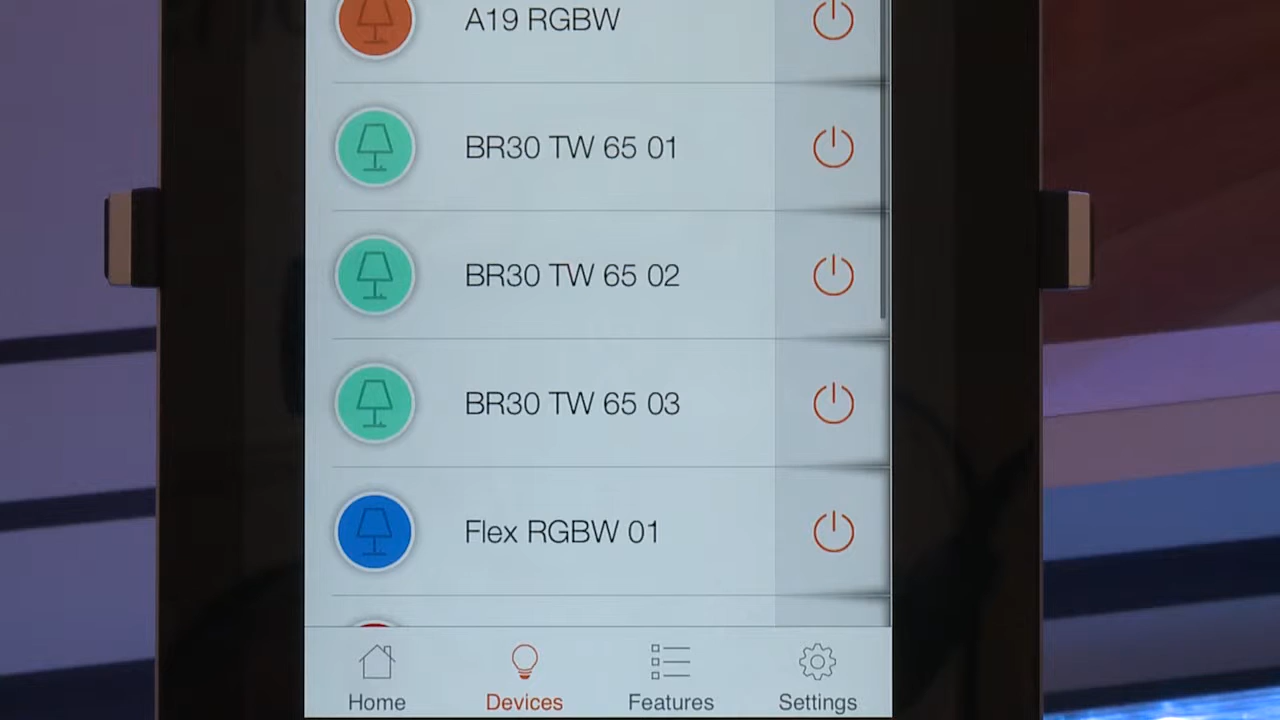 A19 RGBW
BR30 TW 65 01
BR30 TW 65 02
BR30 TW 65 03
Flex RGBW 01
Home
Devices
Features
Settings